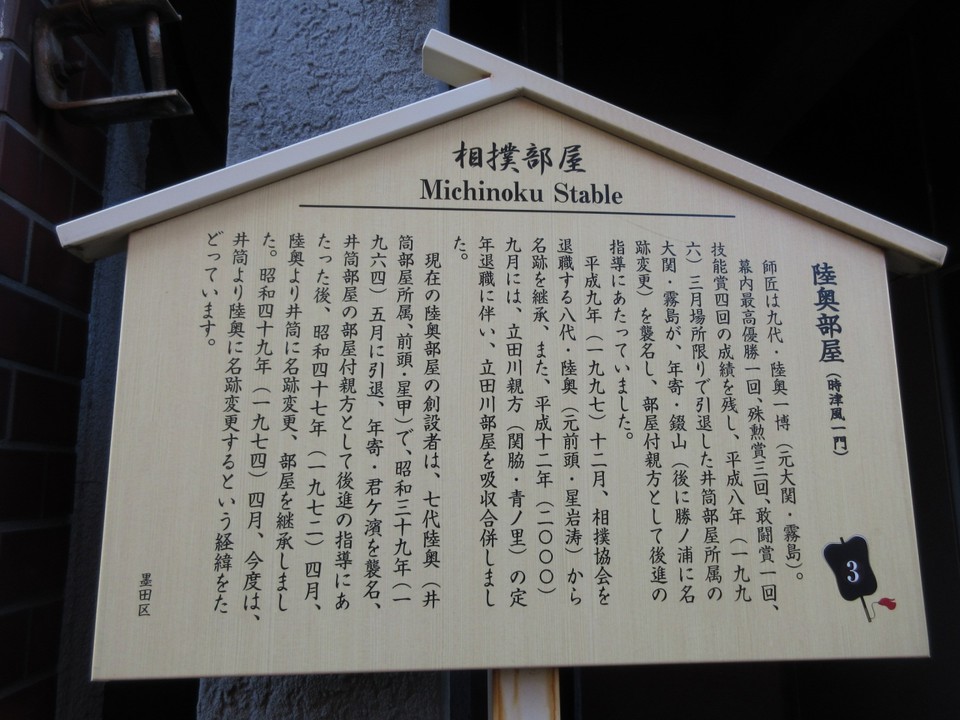 相撲部屋
Michinoku Stable
陸奥部屋（時津風一門）
師匠は九代・陸奥一博（元大関・霧島）。
幕内最高優勝一回、殊勲賞三回、敢闘賞一回、
技能賞四回の成績を残し、平成八年（一九九
六）三月場所限りで引退した井筒部屋所属の
大関・霧島が、年寄・錣山（後に勝ノ浦に名
跡変更）を襲名し、部屋付親方として後進の
指導にあたっていました。
平成九年（一九九七）十二月、相撲協会を
退職する八代・陸奥（元前頭・星岩涛）から
名跡を継承、また、平成十二年（二〇〇〇）
九月には、立田川親方（関脇・青ノ里）の定
年退職に伴い、立田川部屋を吸収合併しまし
た。
現在の陸奥部屋の創設者は、七代陸奥（井
筒部屋所属、前頭・星甲）で、昭和三十九年（一
九六四）五月に引退、年寄・君ケ濱を襲名、
井筒部屋の部屋付親方として後進の指導にあ
たった後、昭和四十七年（一九七二）四月、
陸奥より井筒に名跡変更、部屋を継承しまし
た。昭和四十九年（一九七四）四月、今度は、
井筒より陸奥に名跡変更するという経緯をた
どっています。
墨田区
3